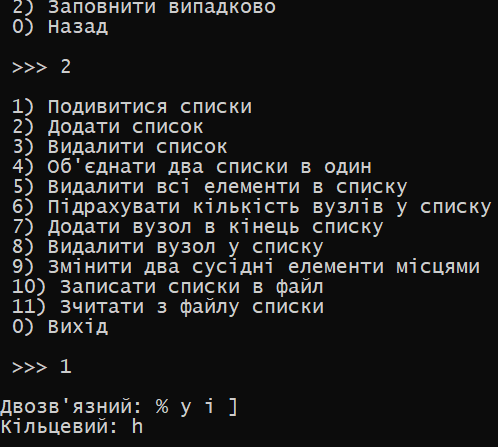 2) Заповнити випадково
0) Назад
>>> 2
1) Подивитися списки
2) Додати список
3) Видалити список
4) Об'єднати два списки в один
5) Видалити всі елементи в списку
6) Підрахувати кількість вузлів у списку
7) Додати вузол в кінець списку
8) Видалити вузол у списку
9) Змінити два сусідні елементи місцями
10) Записати списки в файл
11) Зчитати з файлу списки
0) Вихід
>>> 1
Двозв'язний: % y i ]
Кільцевий: h